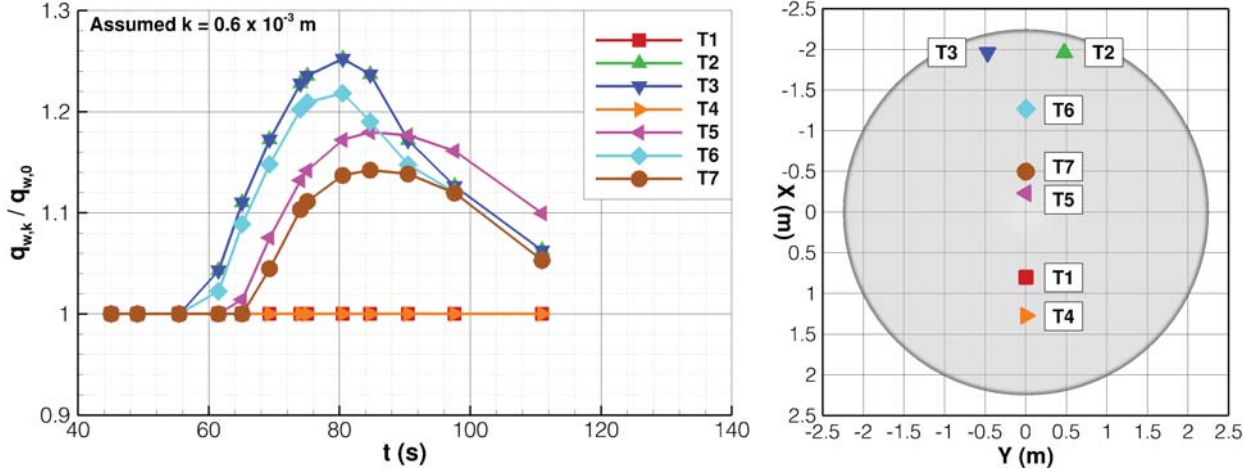 Assumed k = 0.6 x 10-3 m
T1
T2
T3
T4
T5
T6
T7
1.3
1.2
1.1
1
0.9
qw,k / qw,0
40
60
80
100
120
140
t (s)
-2.5
-2
-1.5
-1
-0.5
0
0.5
1
1.5
2
2.5
X (m)
T3
T2
T6
T7
T5
T1
T4
-2.5 -2 -1.5 -1 -0.5 0 0.5 1 1.5 2 2.5
Y (m)